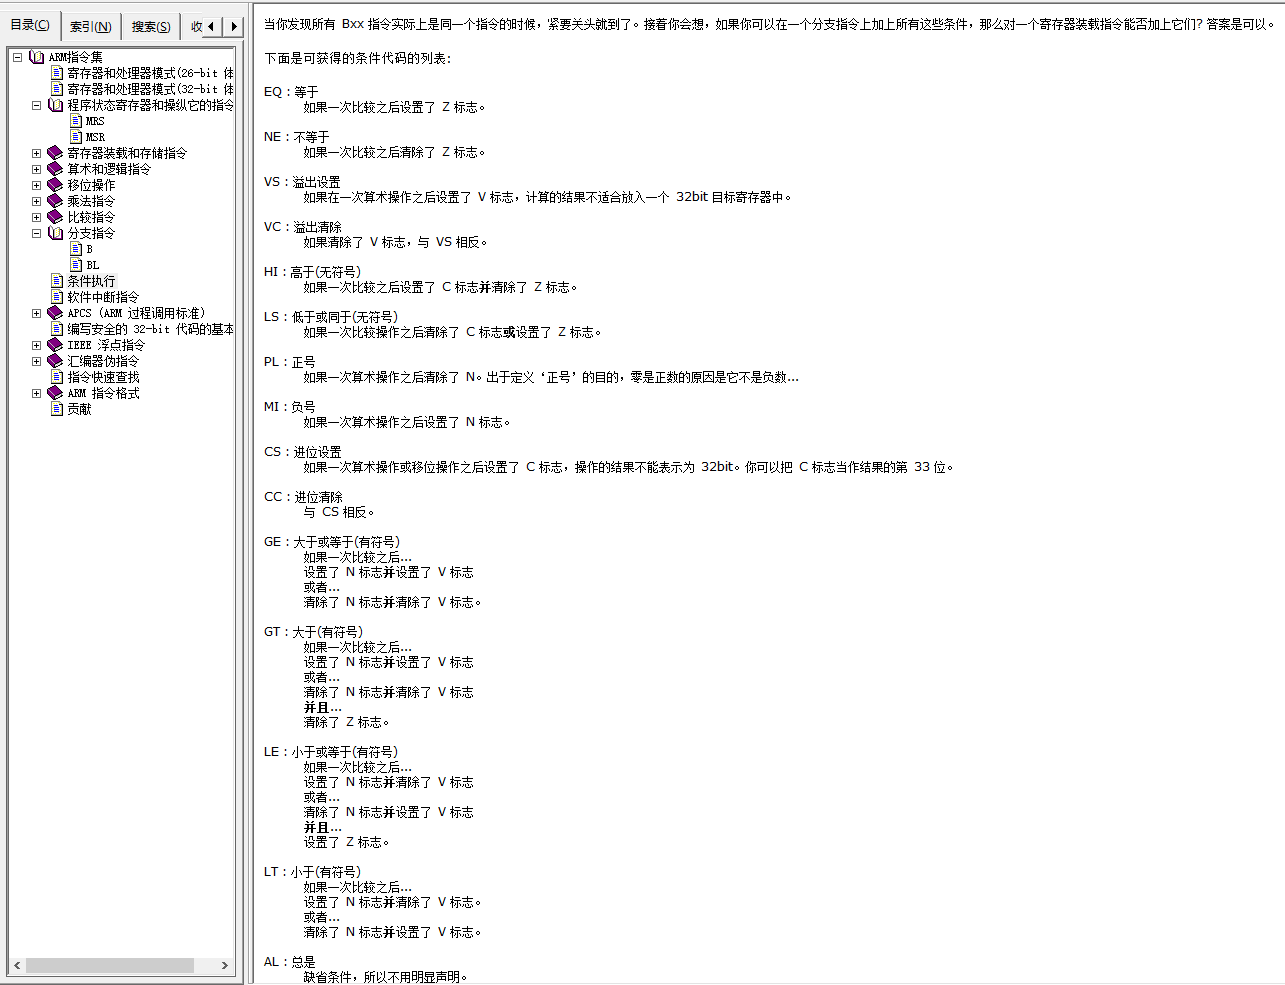 目录(C)
索引(N)
搜索(S)
收
ARM指令集
寄存器和处理器模式(26-bit 体
寄存器和处理器模式(32-bit 体
程序状态寄存器和操纵它的指令
MRS
MSR
寄存器装载和存储指令
算术和逻辑指令
移位操作
乘法指令
比较指令
分支指令
B
BL
条件执行
软件中断指令
APCS (ARM 过程调用标准)
编写安全的 32-bit 代码的基本
IEEE 浮点指令
汇编器伪指令
指令快速查找
ARM 指令格式
贡献
当你发现所有 Bxx 指令实际上是同一个指令的时候，紧要关头就到了。接着你会想，如果你可以在一个分支指令上加上所有这些条件，那么对一个寄存器装载指令能否加上它们? 答案是可以。
下面是可获得的条件代码的列表:
EQ : 等于
如果一次比较之后设置了 Z 标志。
NE : 不等于
如果一次比较之后清除了 Z 标志。
VS : 溢出设置
如果在一次算术操作之后设置了 V 标志，计算的结果不适合放入一个 32bit 目标寄存器中。
VC : 溢出清除
如果清除了 V 标志，与 VS 相反。
HI : 高于(无符号)
如果一次比较之后设置了 C 标志并清除了 Z 标志。
LS : 低于或同于(无符号)
如果一次比较操作之后清除了 C 标志或设置了 Z 标志。
PL : 正号
如果一次算术操作之后清除了 N。出于定义‘正号’的目的，零是正数的原因是它不是负数...
MI : 负号
如果一次算术操作之后设置了 N 标志。
CS : 进位设置
如果一次算术操作或移位操作之后设置了 C 标志，操作的结果不能表示为 32bit。你可以把 C 标志当作结果的第 33 位。
CC : 进位清除
与 CS 相反。
GE : 大于或等于(有符号)
如果一次比较之后...
设置了 N 标志并设置了 V 标志
或者...
清除了 N 标志并清除了 V 标志。
GT : 大于(有符号)
如果一次比较之后...
设置了 N 标志并设置了 V 标志
或者...
清除了 N 标志并清除了 V 标志
并且...
清除了 Z 标志。
LE : 小于或等于(有符号)
如果一次比较之后...
设置了 N 标志并清除了 V 标志
或者...
清除了 N 标志并设置了 V 标志
并且...
设置了 Z 标志。
LT : 小于(有符号)
如果一次比较之后...
设置了 N 标志并清除了 V 标志。
或者...
清除了 N 标志并设置了 V 标志。
AL : 总是
缺省条件，所以不用明显声明。